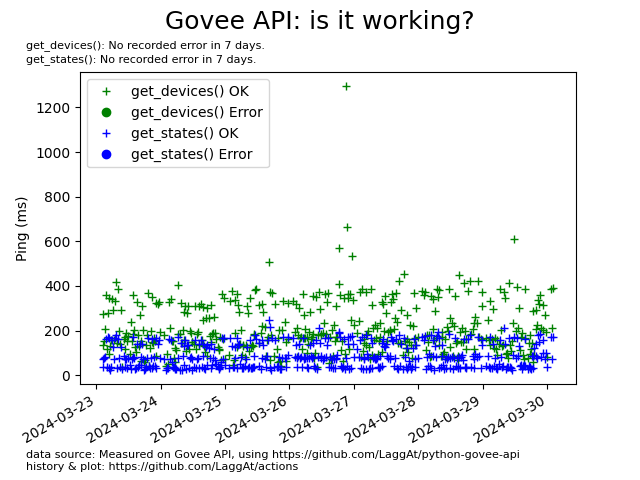 Govee API: is it working?
get_devices(): No recorded error in 7 days.
get_states(): No recorded error in 7 days.
get_devices() OK
get_devices() Error
get_states() OK
get_states() Error
Ping (ms)
1200
1000
800
600
400
200
0
2024-03-23
2024-03-24
2024-03-25
2024-03-26
2024-03-27
2024-03-28
2024-03-29
2024-03-30
data source: Measured on Govee API, using https://github.com/LaggAt/python-govee-api
history & plot: https://github.com/LaggAt/actions